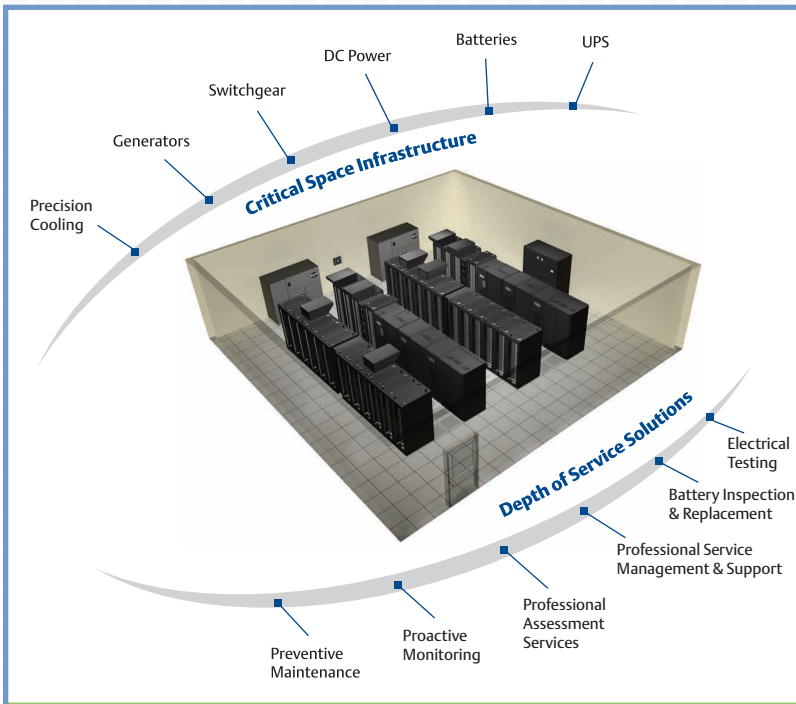 Batteries
UPS
DC Power
Switchgear
Generators
Precision
Cooling
Critical Space Infrastructure
Depth of Service Solutions
Electrical
Testing
Battery Inspection
& Replacement
Professional Service
Management & Support
Professional
Assessment
Services
Proactive
Monitoring
Preventive
Maintenance